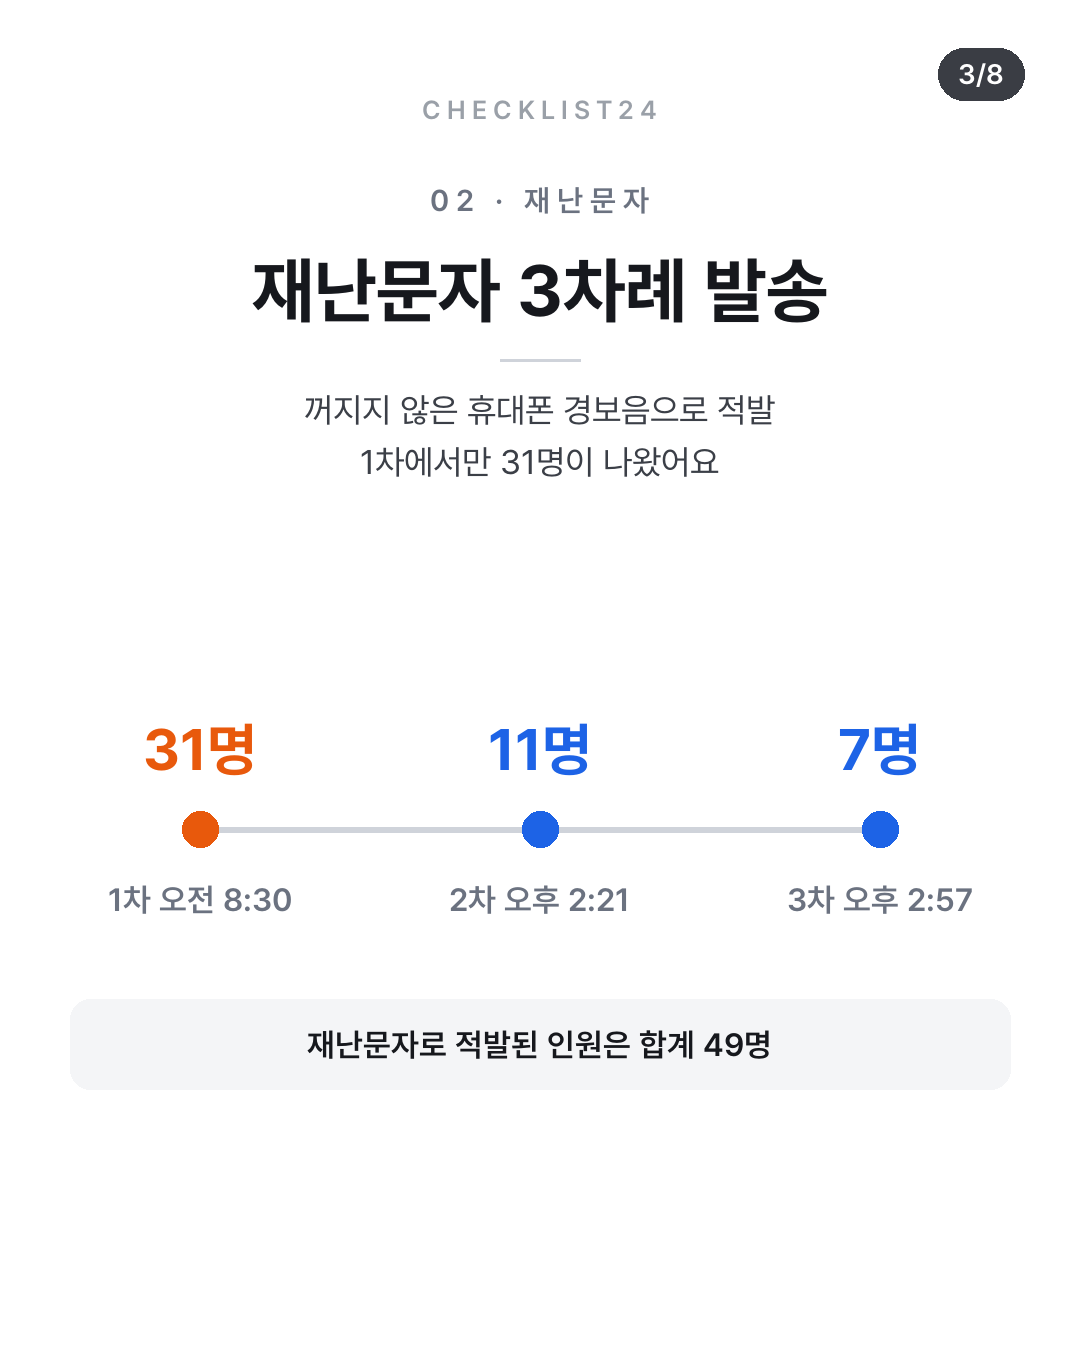 3/8
CHECKLIST24
02 · 재난문자
재난문자 3차례 발송
꺼지지 않은 휴대폰 경보음으로 적발
1차에서만 31명이 나왔어요
31명 11명 7명
1차 오전 8:30 2차 오후 2:21 3차 오후 2:57
재난문자로 적발된 인원은 합계 49명